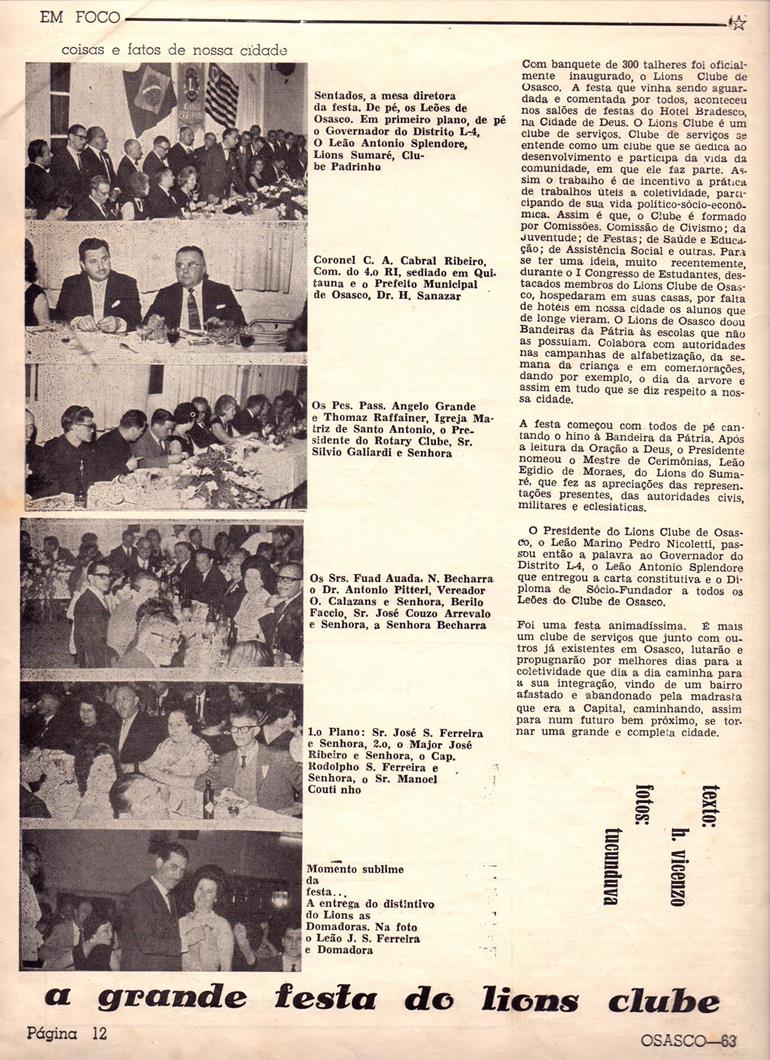 EM FOCO
coisas e fatos de nossa cidade
Sentados, a mesa diretora
da festa. De pé, os Leões de
Osasco. Em primeiro plano, de pé
o Governador do Distrito L-4,
O Leão Antonio Splendore,
Lions Sumaré, Clu-
be Padrinho
Coronel C. A. Cabral Ribeiro,
Com. do 4.o RI, sediado em Qui-
tauna e o Prefeito Municipal
de Osasco, Dr. H. Sanazar
Os Pes. Pass. Angelo Grande
e Thomaz Raffainer, Igreja Ma-
triz de Santo Antonio, o Pre-
sidente do Rotary Clube, Sr.
Silvio Galiardi e Senhora
Os Srs. Fuad Auada, N. Becharra
o Dr. Antonio Pitteri, Vereador
O. Calazans e Senhora, Berilo
Faccio, Sr. José Couzo Arrevalo
e Senhora, a Senhora Becharra
1.o Plano: Sr. José S. Ferreira
e Senhora, 2.o, o Major José
Ribeiro e Senhora, o Cap.
Rodolpho S. Ferreira e
Senhora, o Sr. Manoel
Couti nho
Momento sublime
da
festa...
A entrega do distintivo
do Lions as
Domadoras. Na foto
o Leão J. S. Ferreira
e Domadora
Com banquete de 300 talheres foi oficial-
mente inaugurado, o Lions Clube de
Osasco. A festa que vinha sendo aguar-
dada e comentada por todos, aconteceu
nos salões de festas do Hotel Bradesco,
na Cidade de Deus. O Lions Clube é um
clube de serviços. Clube de serviços se
entende como um clube que se dedica ao
desenvolvimento e participa da vida da
comunidade, em que ele faz parte. As-
sim o trabalho é de incentivo a prática
de trabalhos úteis a coletividade, parti-
cipando de sua vida político-sócio-econô-
mica. Assim é que, o Clube é formado
por Comissões. Comissão de Civismo; da
Juventude; de Festas; de Saúde e Educa-
ção; de Assistência Social e outras. Para
se ter uma ideia, muito recentemente,
durante o I Congresso de Estudantes, des-
tacados membros do Lions Clube de Osas-
co, hospedaram em suas casas, por falta
de hotéis em nossa cidade os alunos que
de longe vieram. O Lions de Osasco doou
Bandeiras da Pátria às escolas que não
as possuiam. Colabora com autoridades
nas campanhas de alfabetização, da se-
mana da criança e em comemorações,
dando por exemplo, o dia da arvore e
assim em tudo que se diz respeito a nos-
sa cidade.
A festa começou com todos de pé can-
tando o hino à Bandeira da Pátria. Após
a leitura da Oração a Deus, o Presidente
nomeou o Mestre de Cerimônias, Leão
Egidio de Moraes, do Lions do Suma-
ré, que fez as apreciações das represen-
tações presentes, das autoridades civis,
militares e eclesiaticas.
O Presidente do Lions Clube de Osas-
co, o Leão Marino Pedro Nicoletti, pas-
sou então a palavra ao Governador do
Distrito L-4, o Leão Antonio Splendore
que entregou a carta constitutiva e o Di-
ploma de Sócio-Fundador a todos os
Leões do Clube de Osasco.
Foi uma festa animadíssima. É mais
um clube de serviços que junto com ou-
tros já existentes em Osasco, lutarão e
propugnarão por melhores dias para a
coletividade que dia a dia caminha para
a sua integração, vindo de um bairro
afastado e abandonado pela madrasta
que era a Capital, caminhando, assim
para num futuro bem próximo, se tor-
nar uma grande e completa cidade.
texto:
h. vicenzo
fotos:
tucunduva
a grande festa do lions clube
Página 12
OSASCO—63